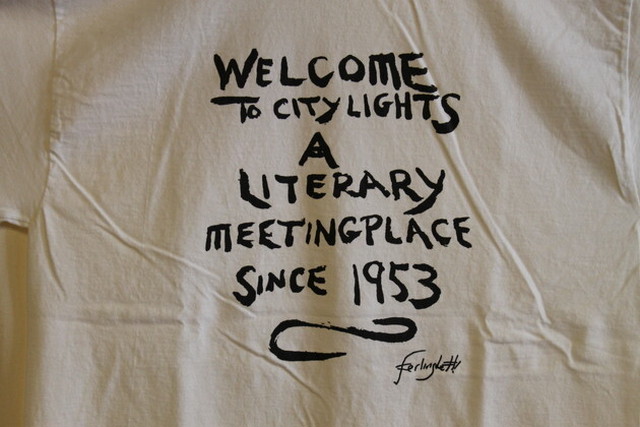 WELCOME
TO CITY LIGHTS
A
LITERARY
MEETINGPLACE
SINCE 1953
Ferlinghetti